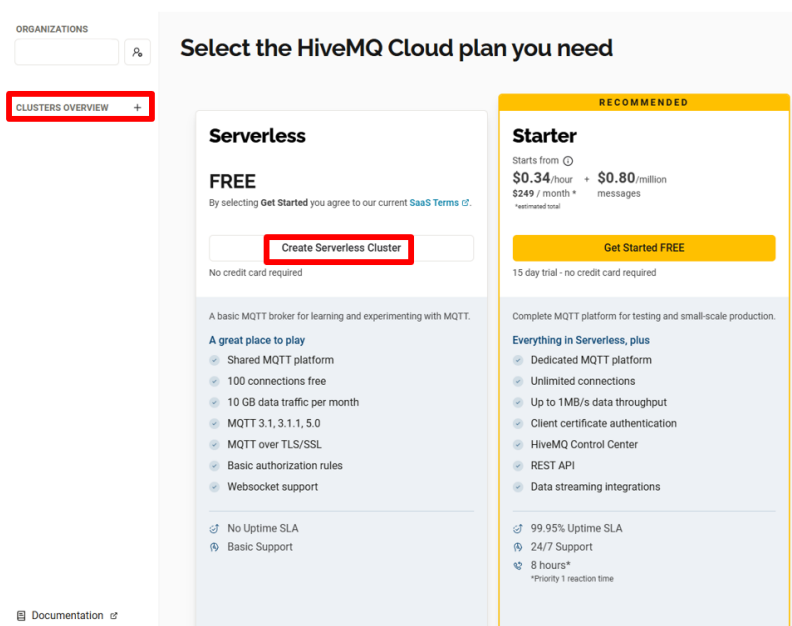 ORGANIZATIONS
CLUSTERS OVERVIEW +
Documentation
Select the HiveMQ Cloud plan you need
Serverless
FREE
By selecting Get Started you agree to our current SaaS Terms.
Create Serverless Cluster
No credit card required
A basic MQTT broker for learning and experimenting with MQTT.
A great place to play
Shared MQTT platform
100 connections free
10 GB data traffic per month
MQTT 3.1, 3.1.1, 5.0
MQTT over TLS/SSL
Basic authorization rules
Websocket support
No Uptime SLA
Basic Support
RECOMMENDED
Starter
Starts from
$0.34/hour + $0.80/million
$249 / month * messages
*estimated total
Get Started FREE
15 day trial - no credit card required
Complete MQTT platform for testing and small-scale production.
Everything in Serverless, plus
Dedicated MQTT platform
Unlimited connections
Up to 1MB/s data throughput
Client certificate authentication
HiveMQ Control Center
REST API
Data streaming integrations
99.95% Uptime SLA
24/7 Support
8 hours*
*Priority 1 reaction time